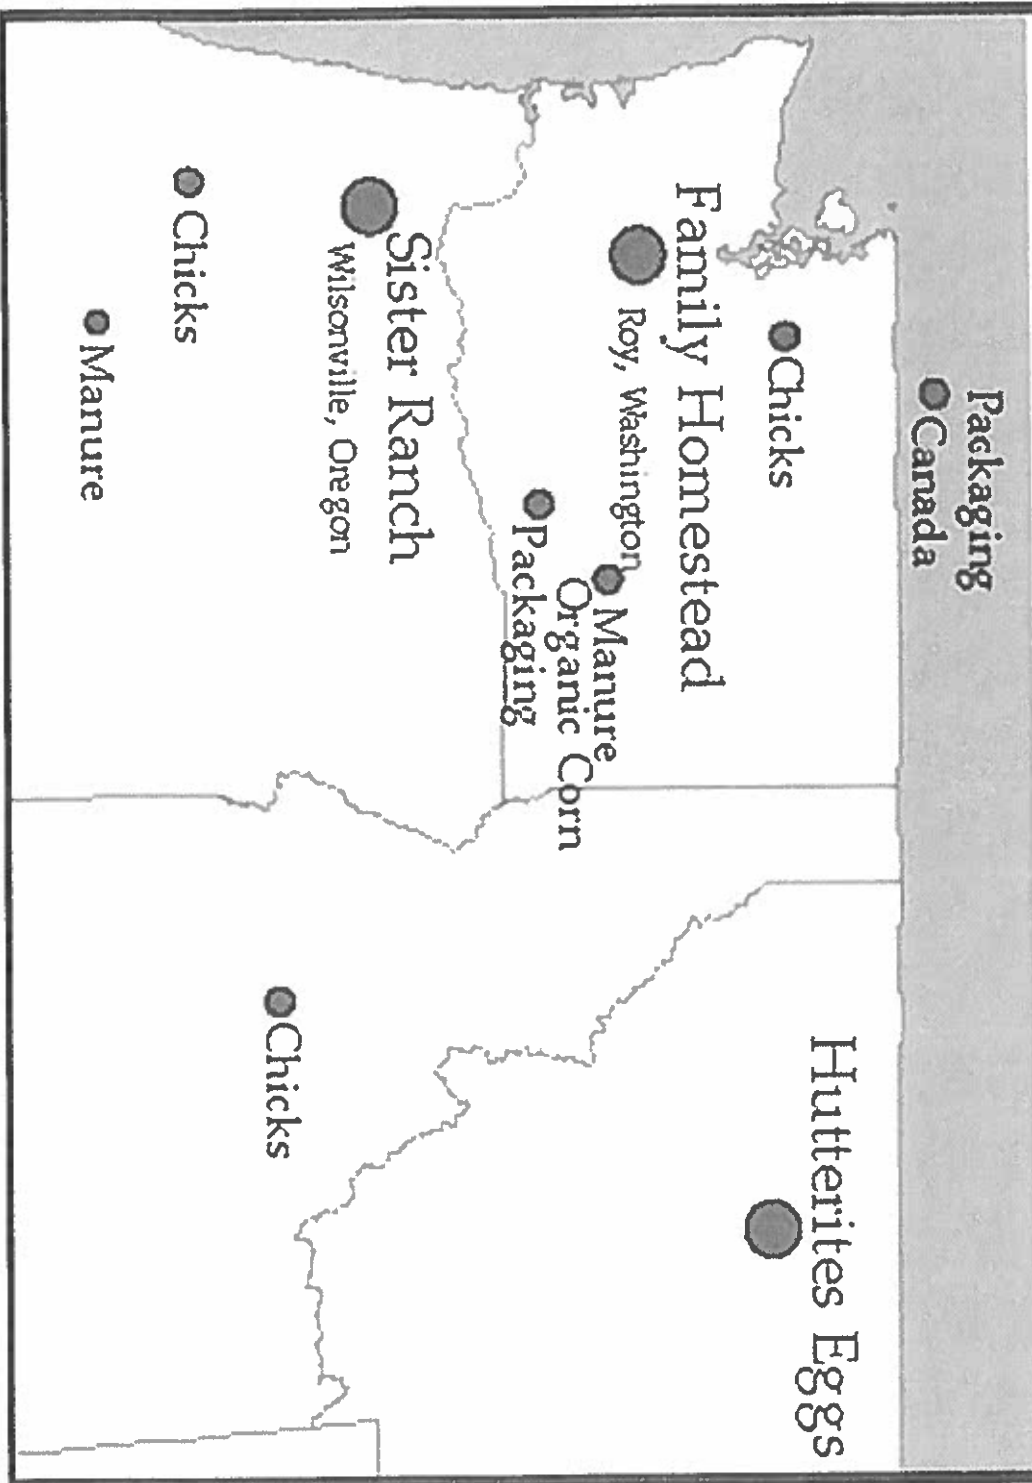 Packaging
Canada
Chicks
Family Homestead
Roy, Washington
Manure
Organic Corn
Packaging
Hutterites Eggs
Sister Ranch
Wilsonville, Oregon
Chicks
Manure
Chicks